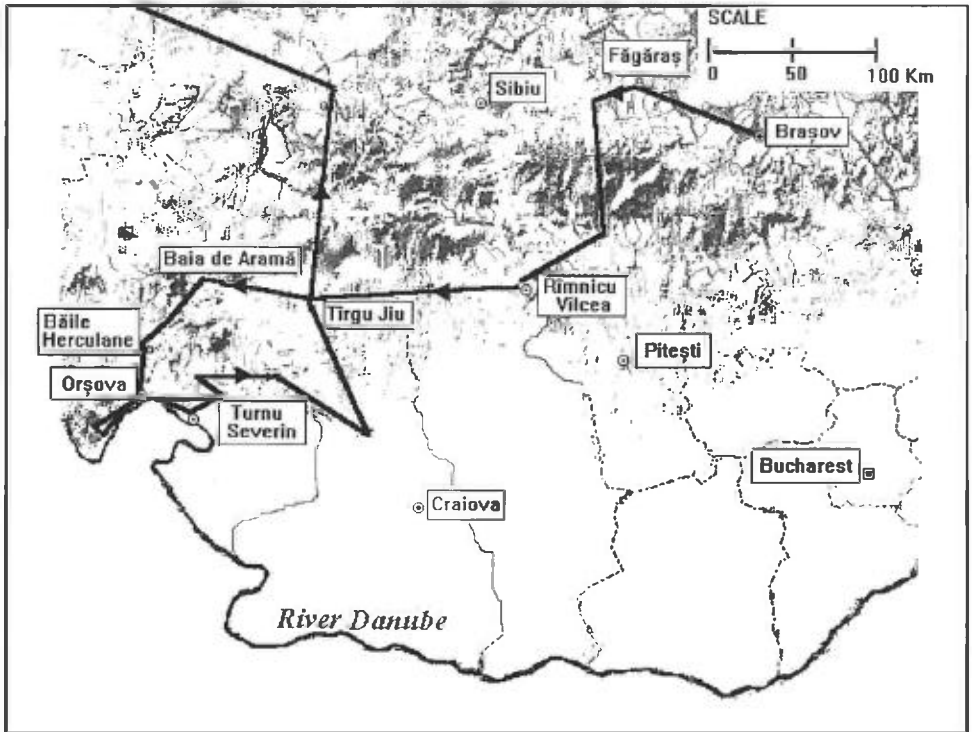 SCALE
0 50 100 Km
Făgăraş
Sibiu
Braşov
Baia de Aramă
Rîmnicu
Vîlcea
Tîrgu Jiu
Băile
Herculane
Piteşti
Orşova
Turnu
Severin
Bucharest
Craiova
River Danube